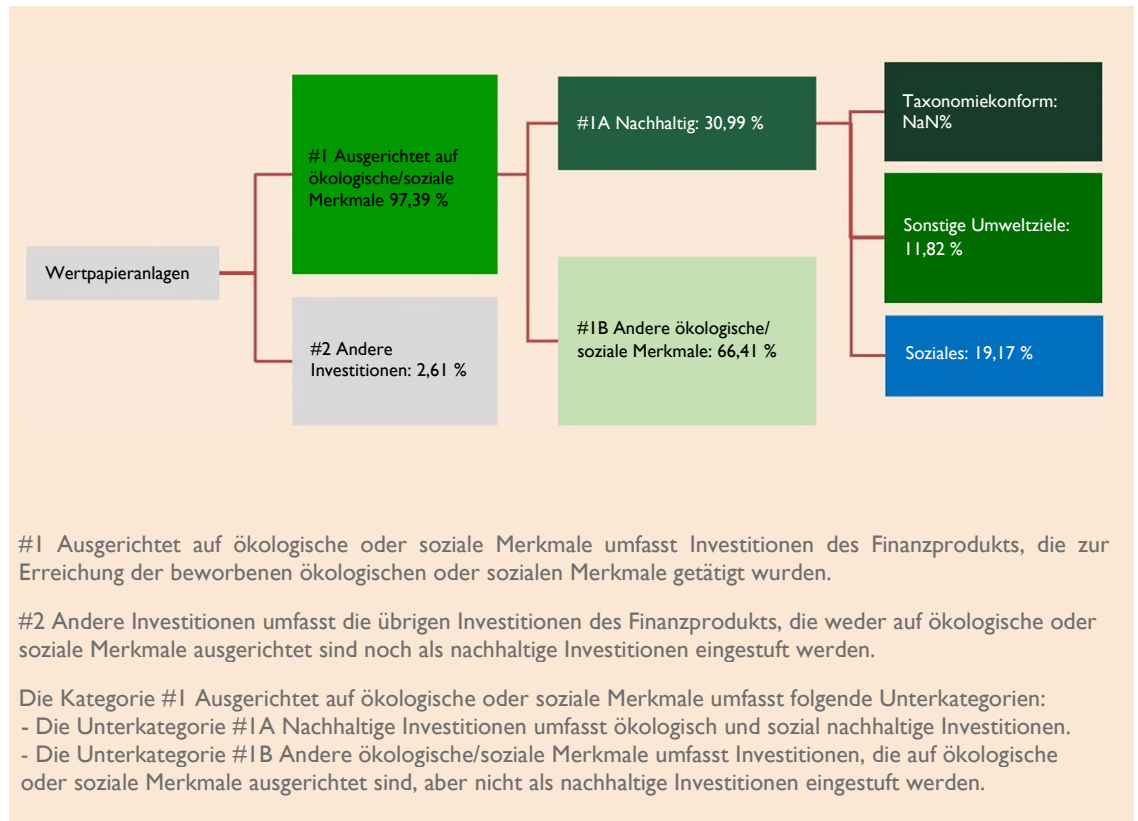 Wertpapieranlagen
#1 Ausgerichtet auf
ökologische/soziale
Merkmale 97,39 %
#2 Andere
Investitionen: 2,61 %
#1A Nachhaltig: 30,99 %
#1B Andere ökologische/
soziale Merkmale: 66,41 %
Taxonomiekonform:
NaN%
Sonstige Umweltziele:
11,82 %
Soziales: 19,17 %
#1 Ausgerichtet auf ökologische oder soziale Merkmale umfasst Investitionen des Finanzprodukts, die zur
Erreichung der beworbenen ökologischen oder sozialen Merkmale getätigt wurden.
#2 Andere Investitionen umfasst die übrigen Investitionen des Finanzprodukts, die weder auf ökologische oder
soziale Merkmale ausgerichtet sind noch als nachhaltige Investitionen eingestuft werden.
Die Kategorie #1 Ausgerichtet auf ökologische oder soziale Merkmale umfasst folgende Unterkategorien:
- Die Unterkategorie #1A Nachhaltige Investitionen umfasst ökologisch und sozial nachhaltige Investitionen.
- Die Unterkategorie #1B Andere ökologische/soziale Merkmale umfasst Investitionen, die auf ökologische
oder soziale Merkmale ausgerichtet sind, aber nicht als nachhaltige Investitionen eingestuft werden.